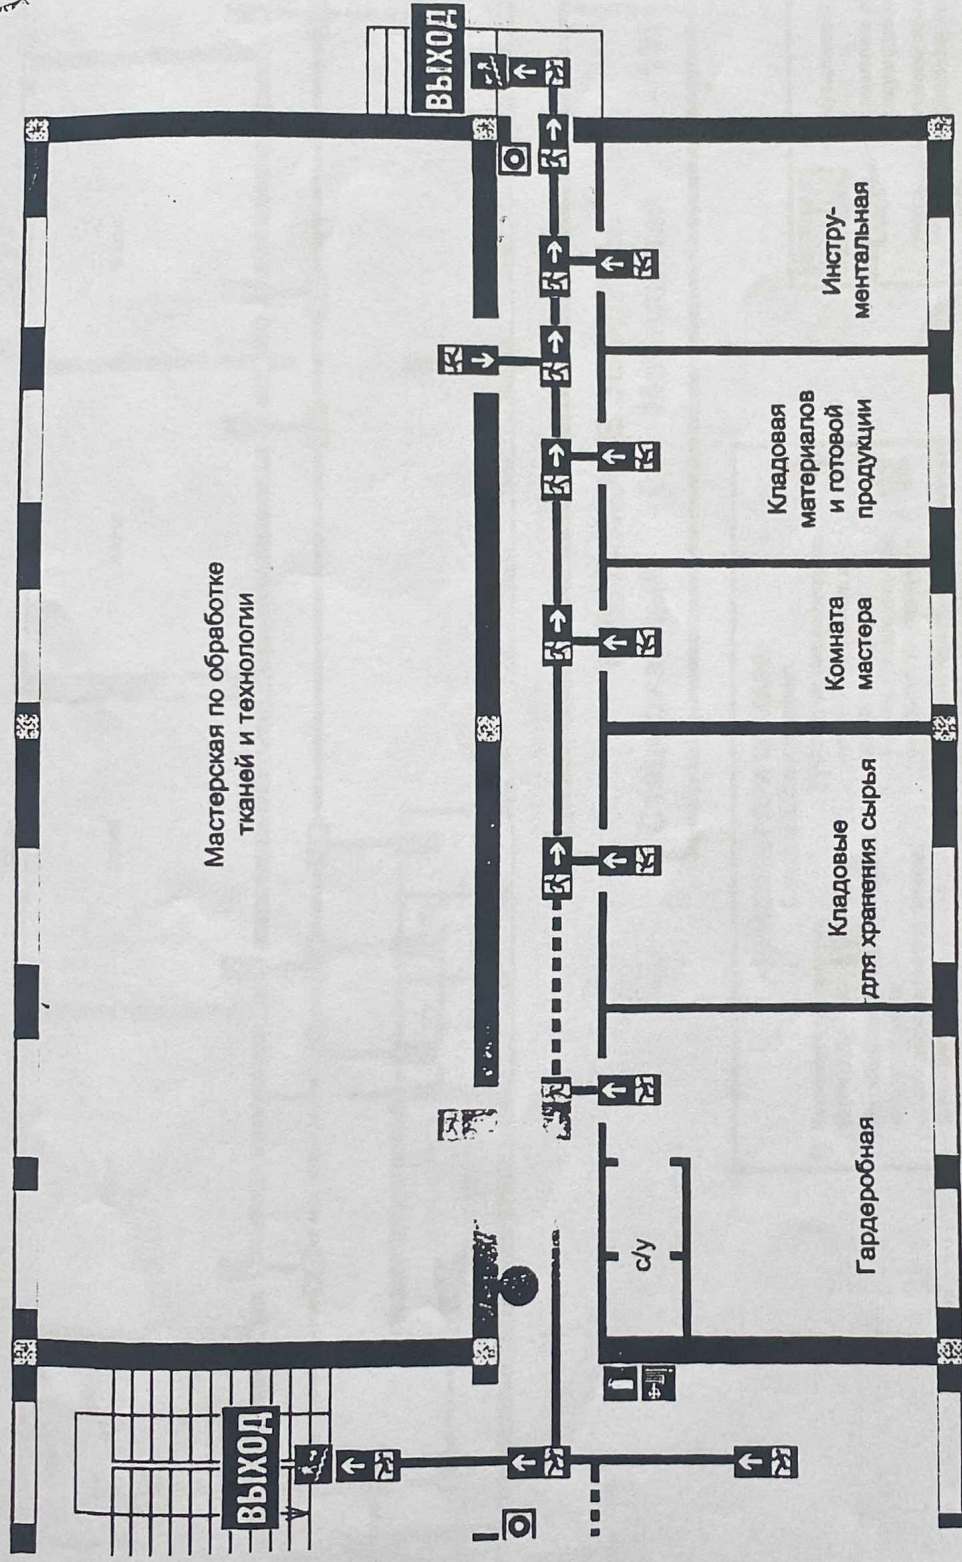 ВЫХОД
Мастерская по обработке
тканей и технологии
ВЫХОД
с/у
Гардеробная
Кладовые
для хранения сырья
Комната
мастера
Кладовая
материалов
и готовой
продукции
Инстру-
ментальная